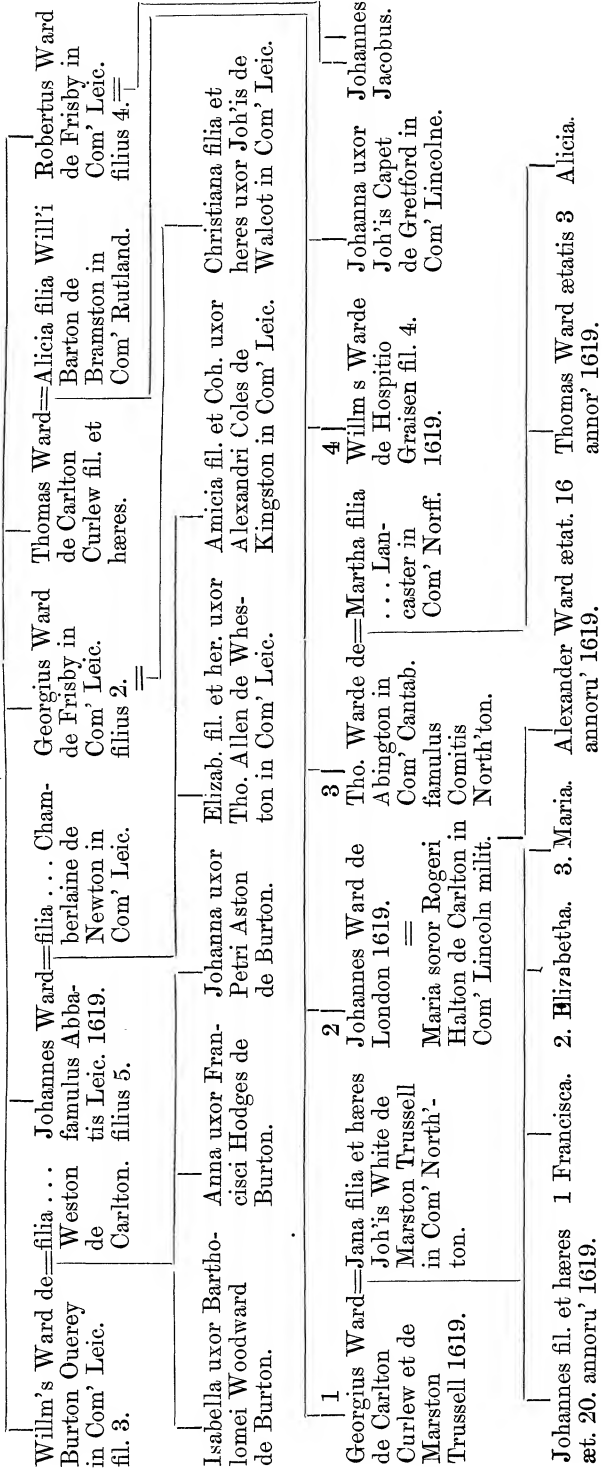 Willm's Ward de=filia ...
Burton Ouerey
in Com' Leic.
fil. 3.
Weston
de
Carlton.
Johannes Ward=filia ... Cham-
famulus Abba-
tis Leic. 1619.
filius 5.
berlaine de
Newton in
Com' Leic.
Georgius Ward
de Frisby in
Com' Leic.
filius 2.
=
Thomas Ward=Alicia filia Will'i
de Carlton
Curlew fil. et
hæres.
Barton de
Bramston in
Com' Rutland.
Robertus Ward
de Frisby in
Com' Leic.
filius 4.=
Isabella uxor Bartho-
lomei Woodward
de Burton.
Anna uxor Fran-
cisci Hodges de
Burton.
Johanna uxor
Petri Aston
de Burton.
Elizab. fil. et her. uxor
Tho. Allen de Whes-
ton in Com' Leic.
Amicia fil. et Coh. uxor
Alexandri Coles de
Kingston in Com' Leic.
Christiana filia et
heres uxor Joh'is de
Walcot in Com' Leic.
1
Georgius Ward=Jana filia et hæres
de Carlton
Curlew et de
Marston
Trussell 1619.
Joh'is White de
Marston Trussell
in Com' North'-
ton.
2
Johannes Ward de
London 1619.
=
Maria soror Rogeri
Halton de Carlton in
Com' Lincoln milit.
3
Tho. Warde de=Martha filia
Abington in
Com' Cantab.
famulus
Comitis
North'ton.
... Lan-
caster in
Com' Norff.
4
Willm s Warde
de Hospitio
Graisen fil. 4.
1619.
Johanna uxor
Joh'is Capet
de Gretford in
Com' Lincolne.
Johannes
Jacobus.
Johannes fil. et hæres
æt. 20. annoru' 1619.
1 Francisca.
2. Elizabetha.
3. Maria.
Alexander Ward ætat. 16
annoru' 1619.
Thomas Ward ætatis 3
annor' 1619.
Alicia.